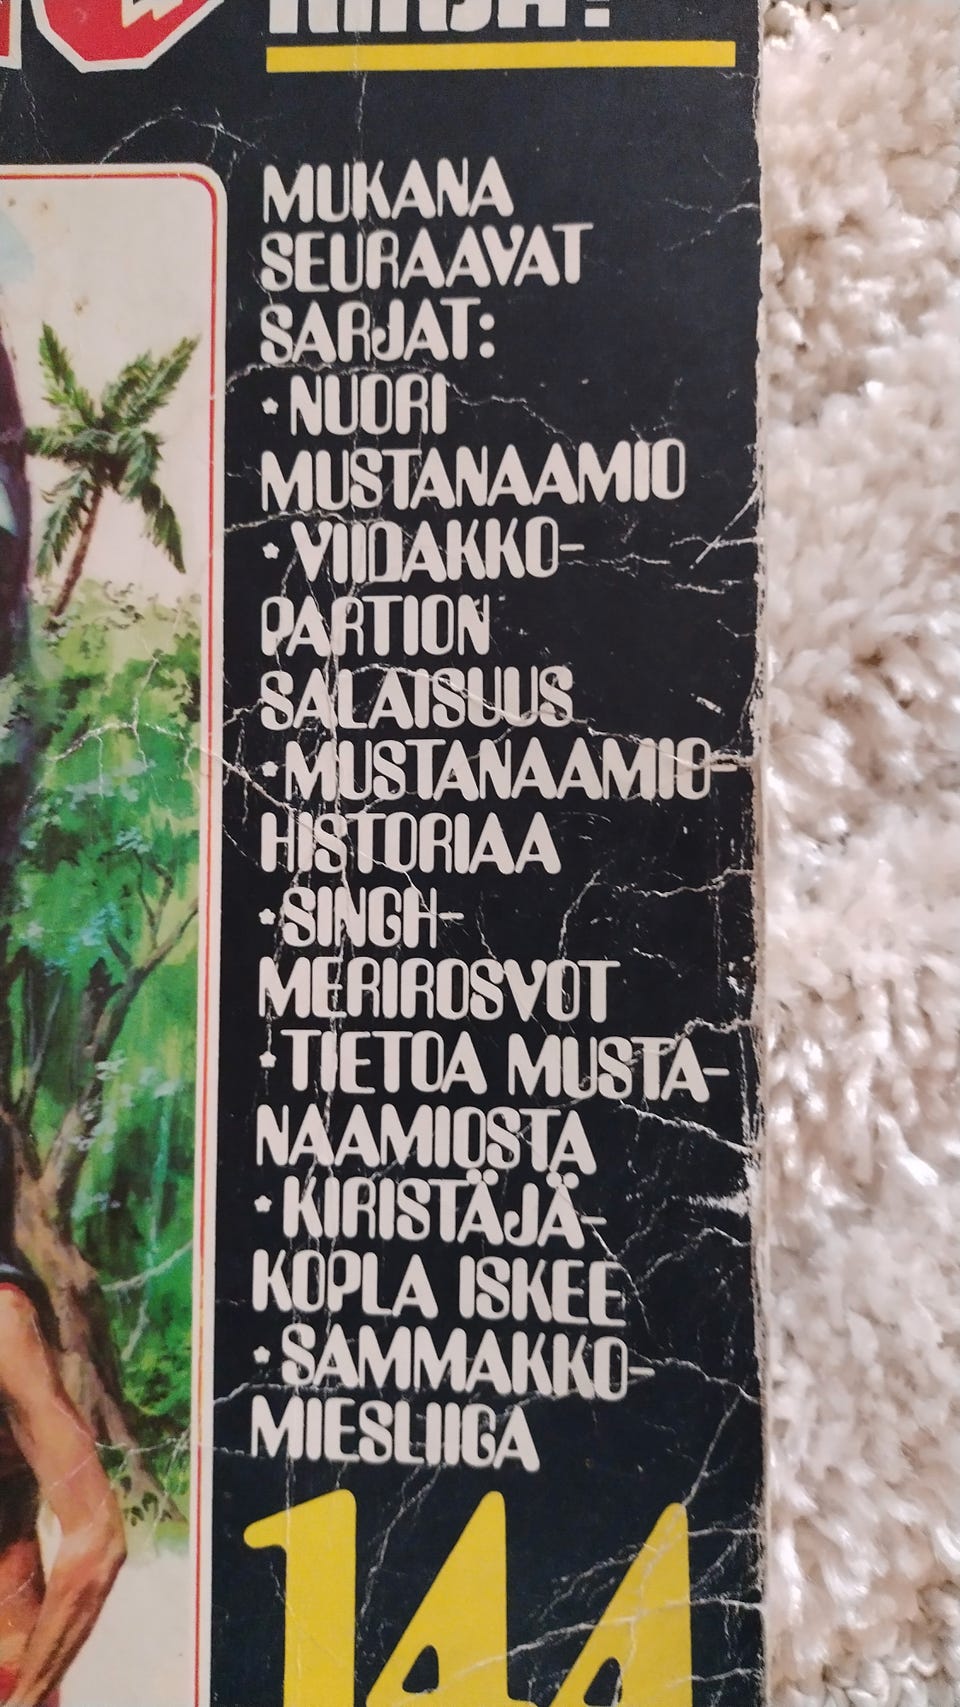 MUKANA
SEURAAVAT
SARJAT:
• NUORI
MUSTANAAMIO
• VIIDAKKO-
PARTION
SALAISUUS
• MUSTANAAMIO-
HISTORIAA
• SINGH-
MERIROSVOT
• TIETOA MUSTA-
NAAMIOSTA
• KIRISTÄJÄ-
KOPLA ISKEE
• SAMMAKKO-
MIESLIIGA
144